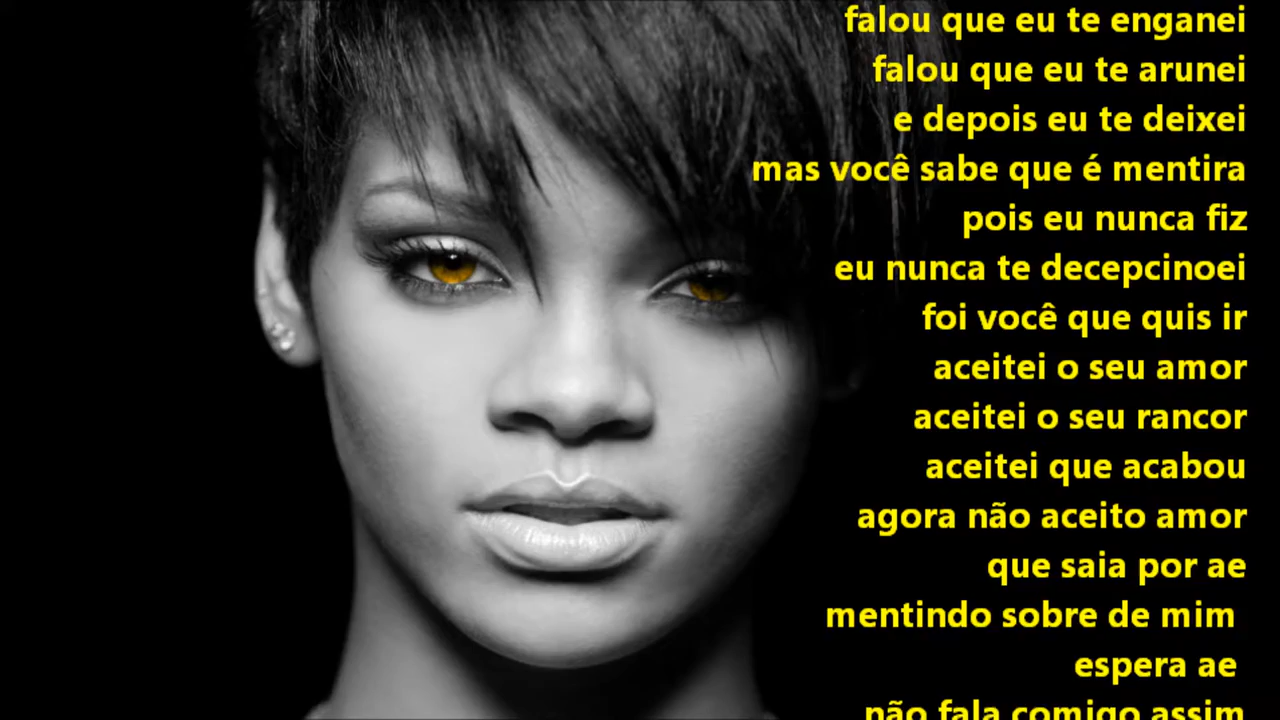 falou que eu te enganei
falou que eu te arunei
e depois eu te deixei
mas você sabe que é mentira
pois eu nunca fiz
eu nunca te decepcinoei
foi você que quis ir
aceitei o seu amor
aceitei o seu rancor
aceitei que acabou
agora não aceito amor
que saia por ae
mentindo sobre de mim
espera ae
não fala comigo assim